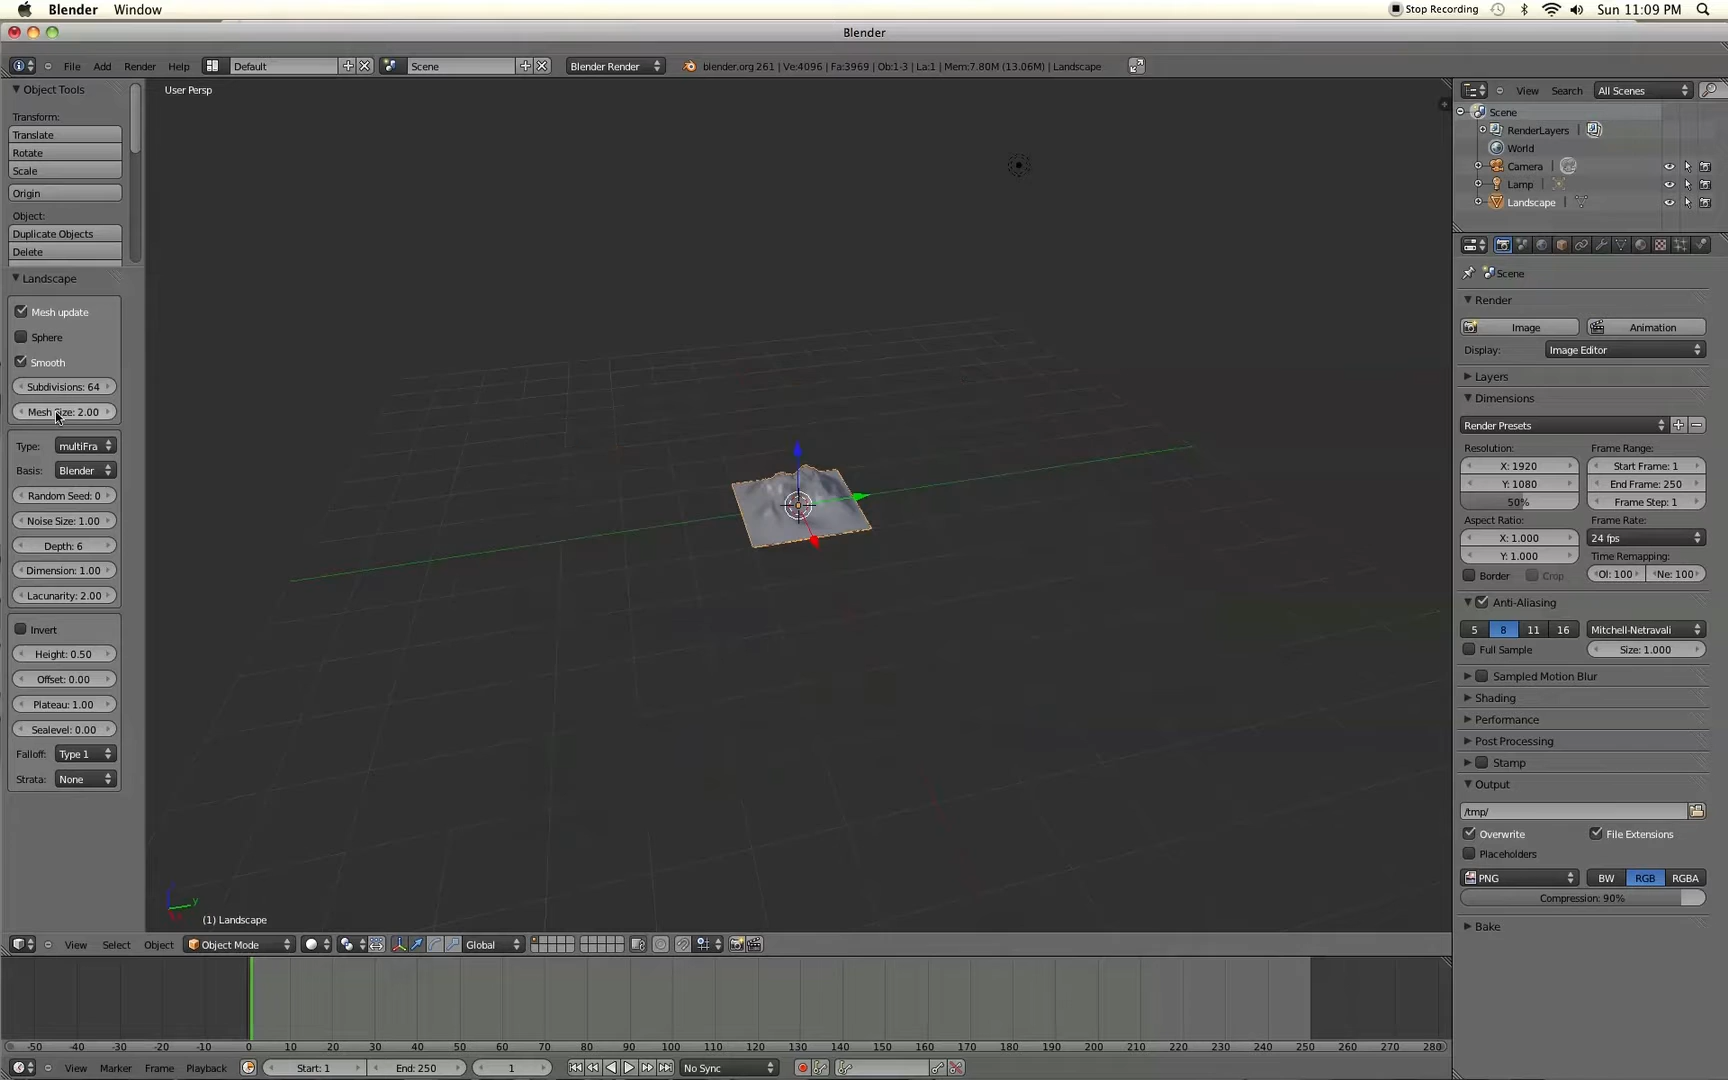 Blender Window Stop Recording Sun 11:09 PM
Blender
File Add Render Help Default Scene Blender Render blender.org 261 | Ve:4096 | Fa:3969 | Ob:1-3 | La:1 | Mem:7.80M (13.06M) | Landscape
Object Tools
Transform:
Translate
Rotate
Scale
Origin
Object:
Duplicate Objects
Delete
Landscape
Mesh update
Sphere
Smooth
Subdivisions: 64
Mesh Size: 2.00
Type: multiFra
Basis: Blender
Random Seed: 0
Noise Size: 1.00
Depth: 6
Dimension: 1.00
Lacunarity: 2.00
Invert
Height: 0.50
Offset: 0.00
Plateau: 1.00
Sealevel: 0.00
Falloff: Type 1
Strata: None
User Persp
y
(1) Landscape
View Select Object Object Mode Global
-50 -40 -30 -20 -10 0 10 20 30 40 50 60 70 80 90 100 110 120 130 140 150 160 170 180 190 200 210 220 230 240 250 260 270 280
View Marker Frame Playback Start: 1 End: 250 1 No Sync
View Search All Scenes
Scene
RenderLayers |
World
Camera |
Lamp |
Landscape |
Scene
Render
Image Animation
Display: Image Editor
Layers
Dimensions
Render Presets
Resolution: Frame Range:
X: 1920 Start Frame: 1
Y: 1080 End Frame: 250
50% Frame Step: 1
Aspect Ratio: Frame Rate:
X: 1.000 24 fps
Y: 1.000 Time Remapping:
Border Crop Ol: 100 Ne: 100
Anti-Aliasing
5 8 11 16 Mitchell-Netravali
Full Sample Size: 1.000
Sampled Motion Blur
Shading
Performance
Post Processing
Stamp
Output
/tmp/
Overwrite File Extensions
Placeholders
PNG BW RGB RGBA
Compression: 90%
Bake